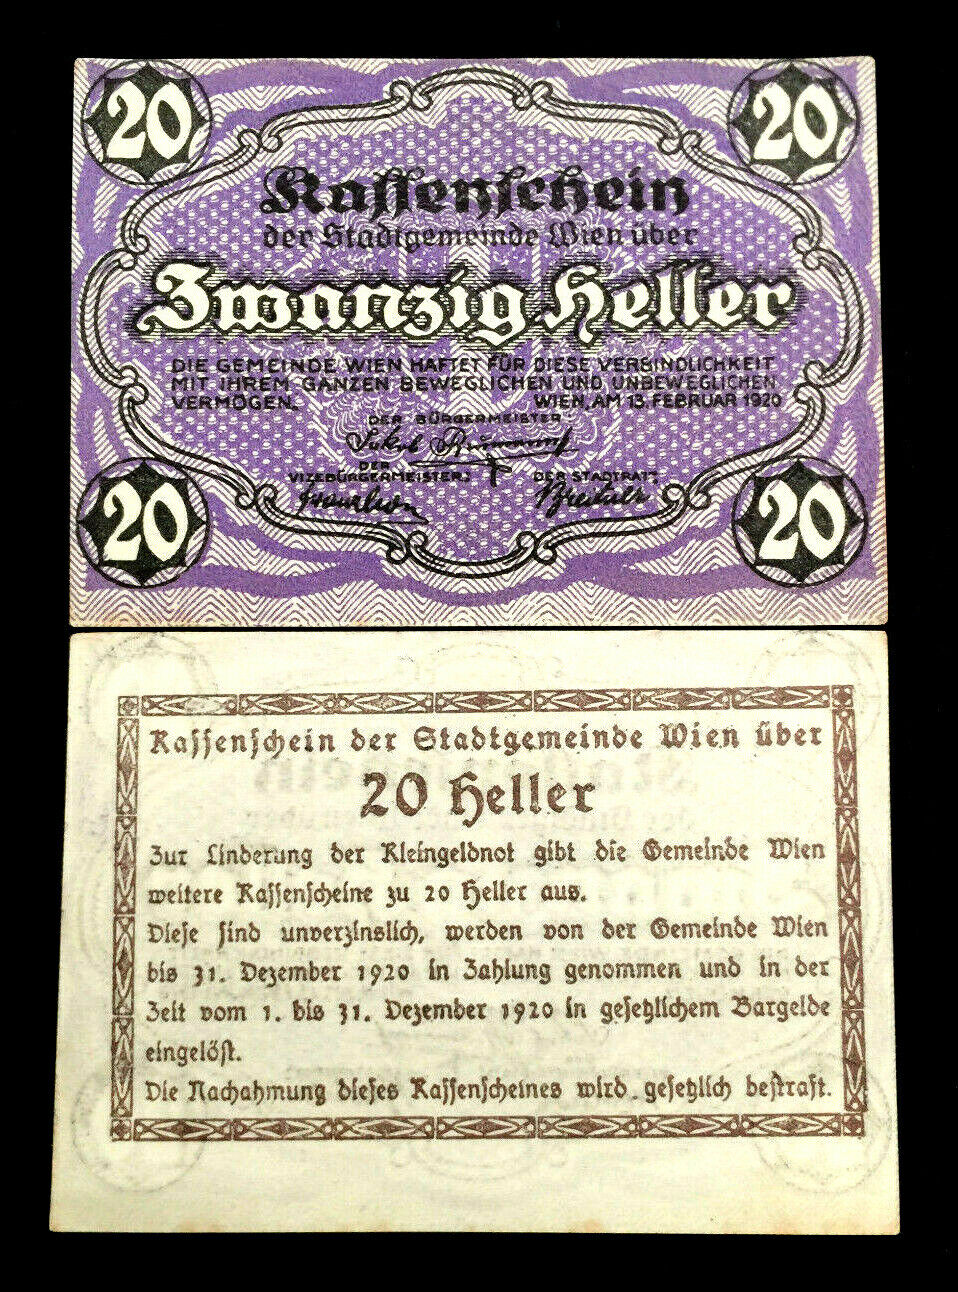 20 20
Kassenschein
der Stadtgemeinde Wien über
Zwanzig Heller
DIE GEMEINDE WIEN HAFTET FÜR DIESE VERBINDLICHKEIT
MIT IHREM GANZEN BEWEGLICHEN UND UNBEWEGLICHEN
VERMÖGEN. WIEN, AM 13. FEBRUAR 1920
DER BÜRGERMEISTER
Jakob Reumann
DER
VIZEBÜRGERMEISTER: DER STADTRAT:
20 20
Kassenschein der Stadtgemeinde Wien über
20 Heller
Zur Linderung der Kleingeldnot gibt die Gemeinde Wien
weitere Kassenscheine zu 20 Heller aus.
Diese sind unverzinslich, werden von der Gemeinde Wien
bis 31. Dezember 1920 in Zahlung genommen und in der
Zeit vom 1. bis 31. Dezember 1920 in gesetzlichem Bargelde
eingelöst.
Die Nachahmung dieses Kassenscheines wird gesetzlich bestraft.